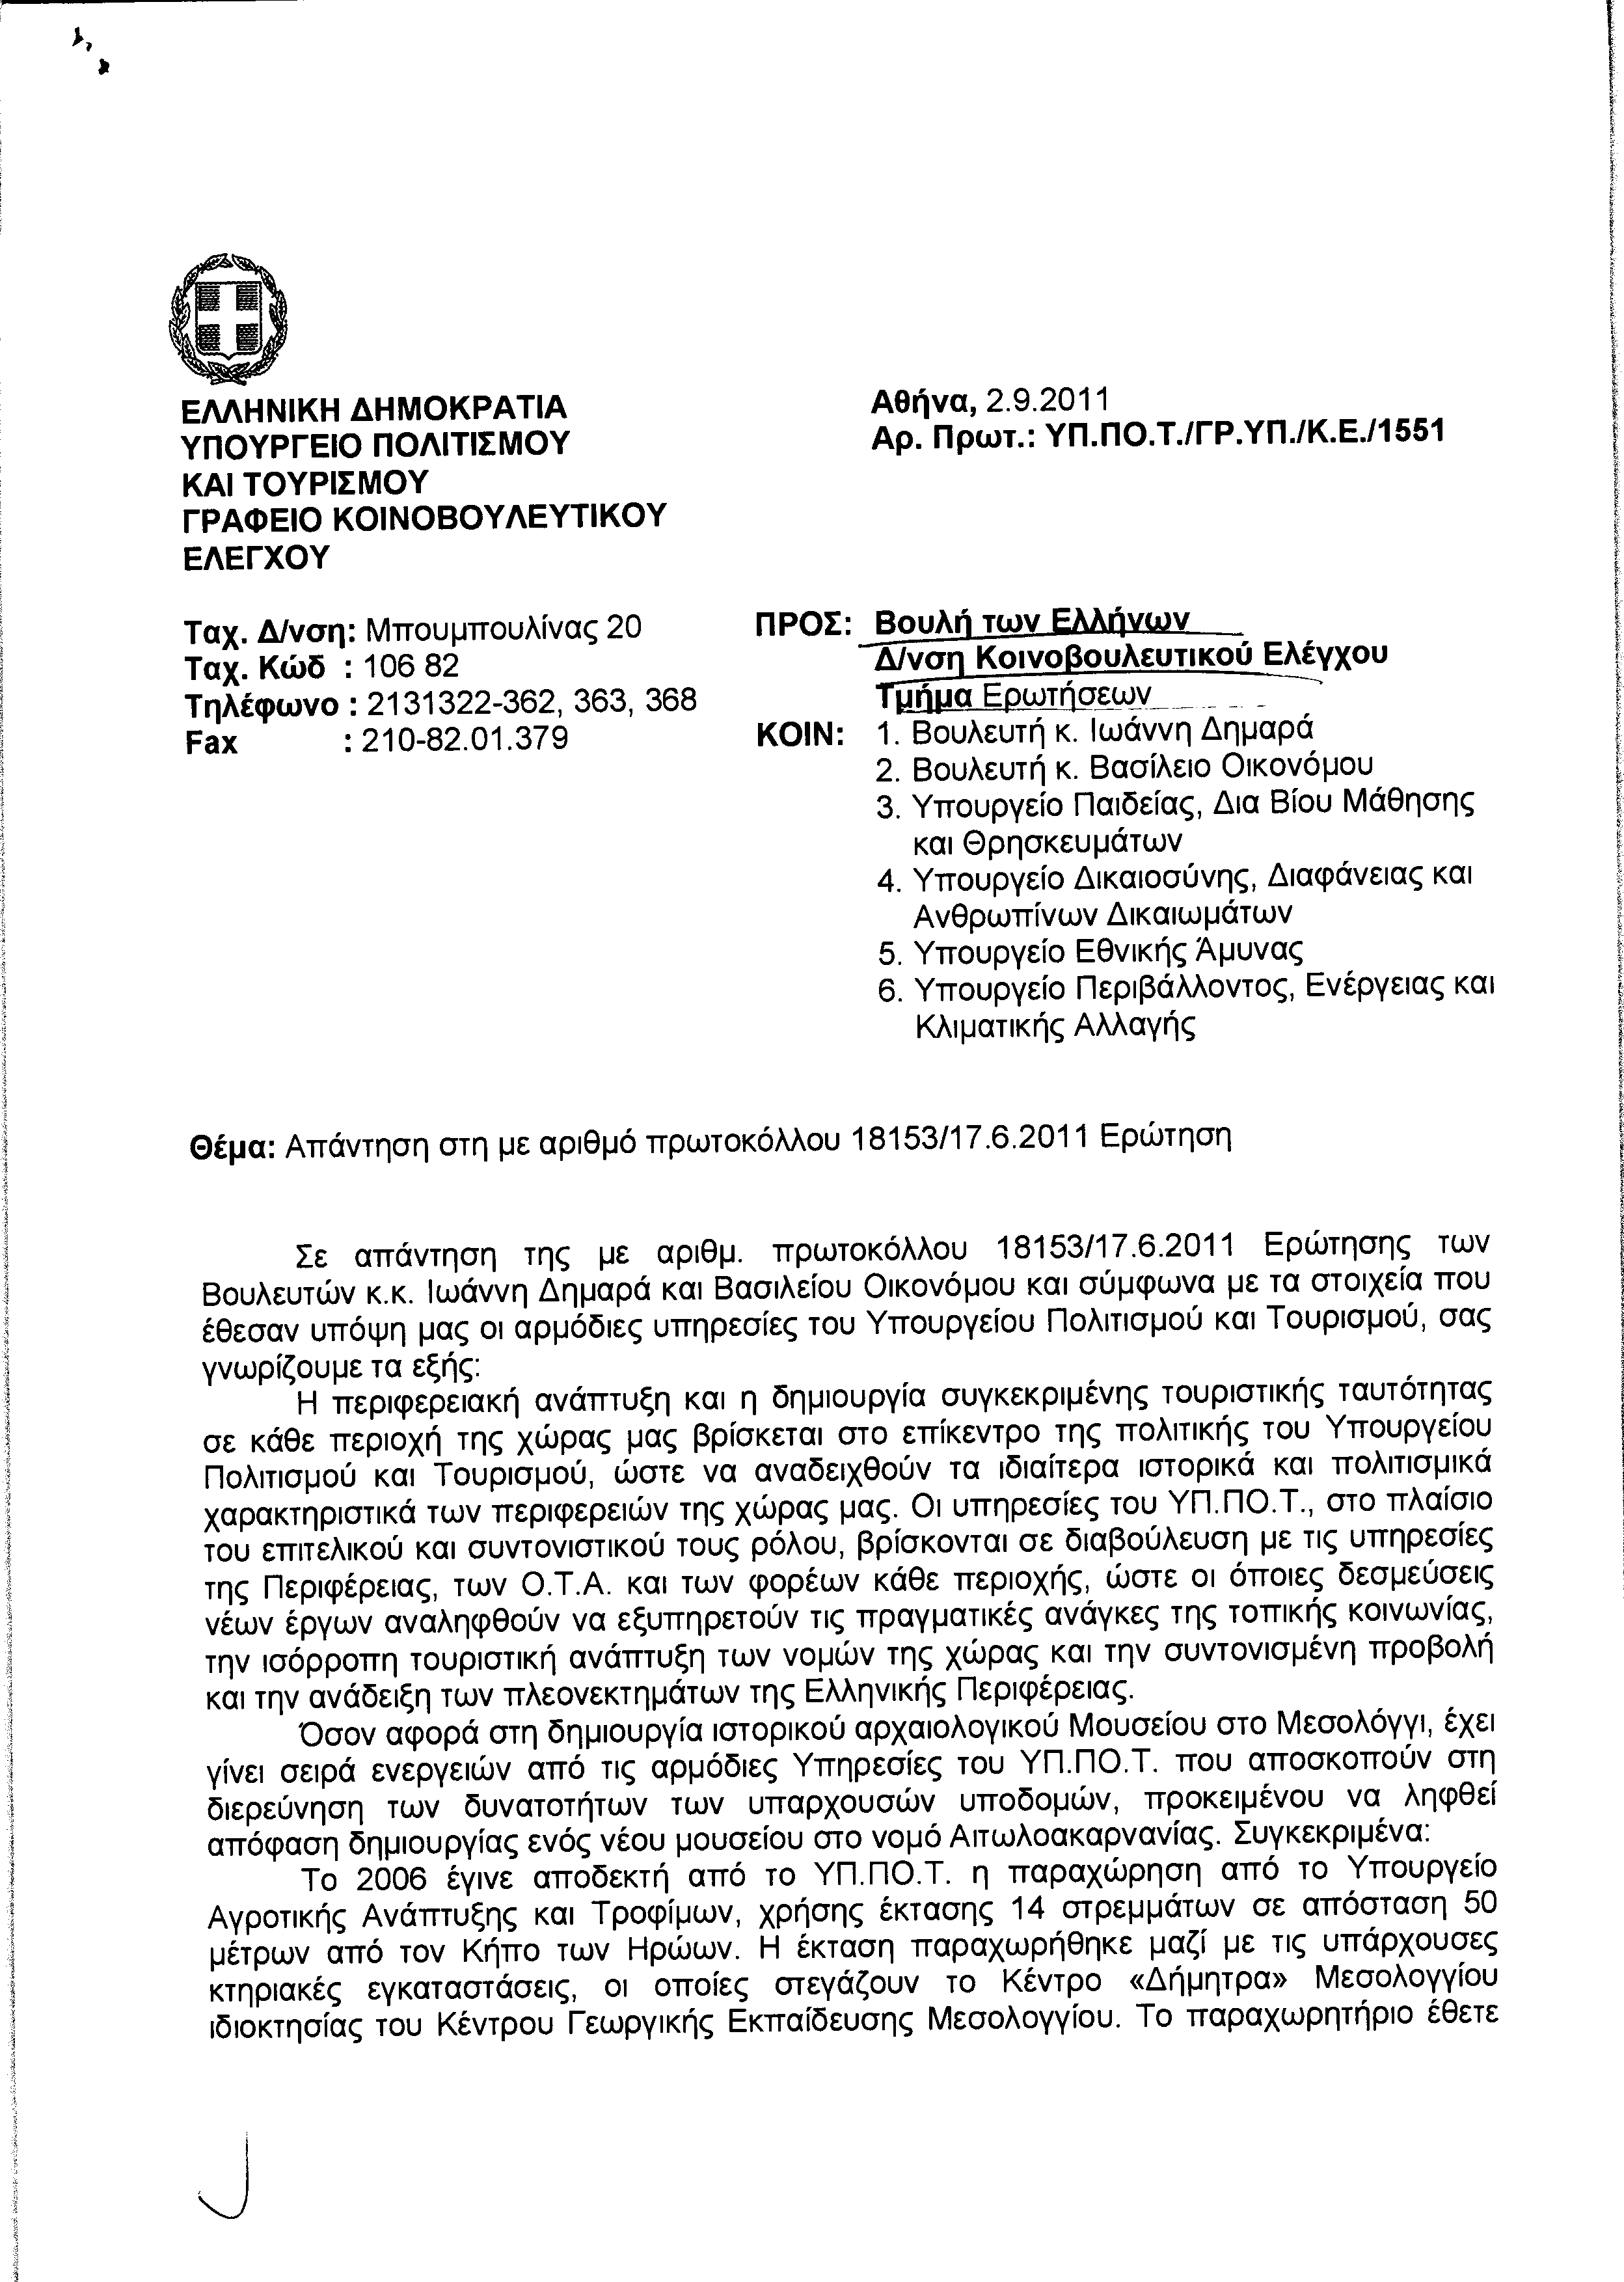 ΕΛΛΗΝΙΚΗ ΔΗΜΟΚΡΑΤΙΑ
ΥΠΟΥΡΓΕΙΟ ΠΟΛΙΤΙΣΜΟΥ
ΚΑΙ ΤΟΥΡΙΣΜΟΥ
ΓΡΑΦΕΙΟ ΚΟΙΝΟΒΟΥΛΕΥΤΙΚΟΥ
ΕΛΕΓΧΟΥ
Αθήνα, 2.9.2011
Αρ. Πρωτ.: ΥΠ.ΠΟ.Τ./ΓΡ.ΥΠ./Κ.Ε./1551
Ταχ. Δ/νση: Μπουμπουλίνας 20
Ταχ. Κώδ : 106 82
Τηλέφωνο : 2131322-362, 363, 368
Fax : 210-82.01.379
ΠΡΟΣ: Βουλή των Ελλήνων
Δ/νση Κοινοβουλευτικού Ελέγχου
Τμήμα Ερωτήσεων
ΚΟΙΝ: 1. Βουλευτή κ. Ιωάννη Δημαρά
2. Βουλευτή κ. Βασίλειο Οικονόμου
3. Υπουργείο Παιδείας, Δια Βίου Μάθησης
και Θρησκευμάτων
4. Υπουργείο Δικαιοσύνης, Διαφάνειας και
Ανθρωπίνων Δικαιωμάτων
5. Υπουργείο Εθνικής Άμυνας
6. Υπουργείο Περιβάλλοντος, Ενέργειας και
Κλιματικής Αλλαγής
Θέμα: Απάντηση στη με αριθμό πρωτοκόλλου 18153/17.6.2011 Ερώτηση
Σε απάντηση της με αριθμ. πρωτοκόλλου 18153/17.6.2011 Ερώτησης των
Βουλευτών κ.κ. Ιωάννη Δημαρά και Βασιλείου Οικονόμου και σύμφωνα με τα στοιχεία που
έθεσαν υπόψη μας οι αρμόδιες υπηρεσίες του Υπουργείου Πολιτισμού και Τουρισμού, σας
γνωρίζουμε τα εξής:
Η περιφερειακή ανάπτυξη και η δημιουργία συγκεκριμένης τουριστικής ταυτότητας
σε κάθε περιοχή της χώρας μας βρίσκεται στο επίκεντρο της πολιτικής του Υπουργείου
Πολιτισμού και Τουρισμού, ώστε να αναδειχθούν τα ιδιαίτερα ιστορικά και πολιτισμικά
χαρακτηριστικά των περιφερειών της χώρας μας. Οι υπηρεσίες του ΥΠ.ΠΟ.Τ., στο πλαίσιο
του επιτελικού και συντονιστικού τους ρόλου, βρίσκονται σε διαβούλευση με τις υπηρεσίες
της Περιφέρειας, των Ο.Τ.Α. και των φορέων κάθε περιοχής, ώστε οι όποιες δεσμεύσεις
νέων έργων αναληφθούν να εξυπηρετούν τις πραγματικές ανάγκες της τοπικής κοινωνίας,
την ισόρροπη τουριστική ανάπτυξη των νομών της χώρας και την συντονισμένη προβολή
και την ανάδειξη των πλεονεκτημάτων της Ελληνικής Περιφέρειας.
Όσον αφορά στη δημιουργία ιστορικού αρχαιολογικού Μουσείου στο Μεσολόγγι, έχει
γίνει σειρά ενεργειών από τις αρμόδιες Υπηρεσίες του ΥΠ.ΠΟ.Τ. που αποσκοπούν στη
διερεύνηση των δυνατοτήτων των υπαρχουσών υποδομών, προκειμένου να ληφθεί
απόφαση δημιουργίας ενός νέου μουσείου στο νομό Αιτωλοακαρνανίας. Συγκεκριμένα:
Το 2006 έγινε αποδεκτή από το ΥΠ.ΠΟ.Τ. η παραχώρηση από το Υπουργείο
Αγροτικής Ανάπτυξης και Τροφίμων, χρήσης έκτασης 14 στρεμμάτων σε απόσταση 50
μέτρων από τον Κήπο των Ηρώων. Η έκταση παραχωρήθηκε μαζί με τις υπάρχουσες
κτηριακές εγκαταστάσεις, οι οποίες στεγάζουν το Κέντρο «Δήμητρα» Μεσολογγίου
ιδιοκτησίας του Κέντρου Γεωργικής Εκπαίδευσης Μεσολογγίου. Το παραχωρητήριο έθετε